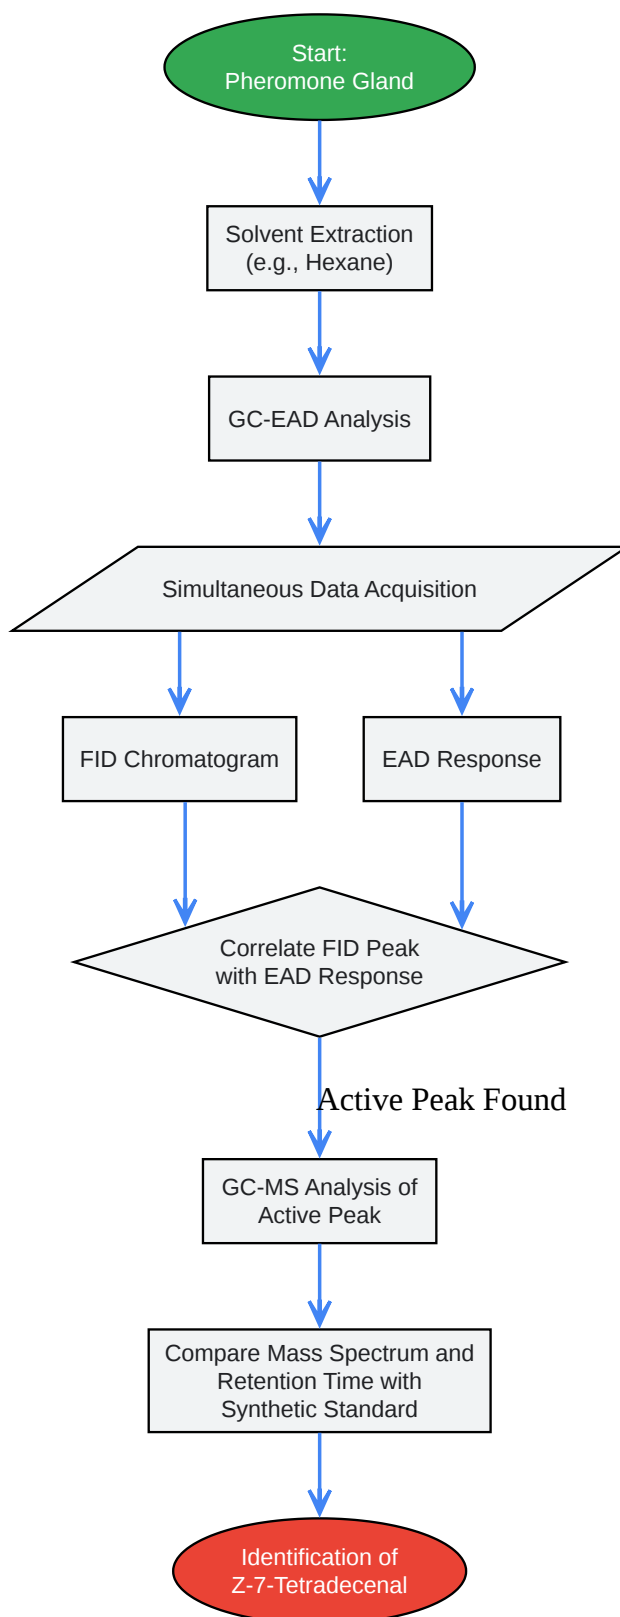 Start:
Pheromone Gland
Solvent Extraction
(e.g., Hexane)
GC-EAD Analysis
Simultaneous Data Acquisition
FID Chromatogram
EAD Response
Correlate FID Peak
with EAD Response
Active Peak Found
GC-MS Analysis of
Active Peak
Compare Mass Spectrum and
Retention Time with
Synthetic Standard
Identification of
Z-7-Tetradecenal